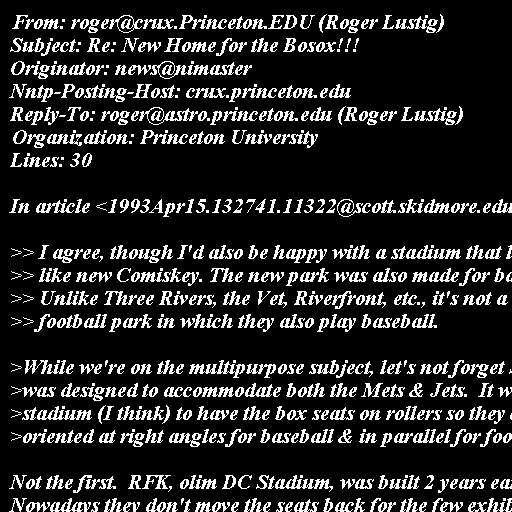 From: roger@crux.Princeton.EDU (Roger Lustig)
Subject: Re: New Home for the Bosox!!!
Originator: news@nimaster
Nntp-Posting-Host: crux.princeton.edu
Reply-To: roger@astro.princeton.edu (Roger Lustig)
Organization: Princeton University
Lines: 30

In article <1993Apr15.132741.11322@scott.skidmore.edu

>> I agree, though I'd also be happy with a stadium that
>> like new Comiskey. The new park was also made for
>> Unlike Three Rivers, the Vet, Riverfront, etc., it's not a
>> football park in which they also play baseball.

>While we're on the multipurpose subject, let's not forget
>was designed to accommodate both the Mets & Jets.  It
>stadium (I think) to have the box seats on rollers so they
>oriented at right angles for baseball & in parallel for

Not the first.  RFK, olim DC Stadium, was built 2 years
Nowadays they don't move the seats back for the few